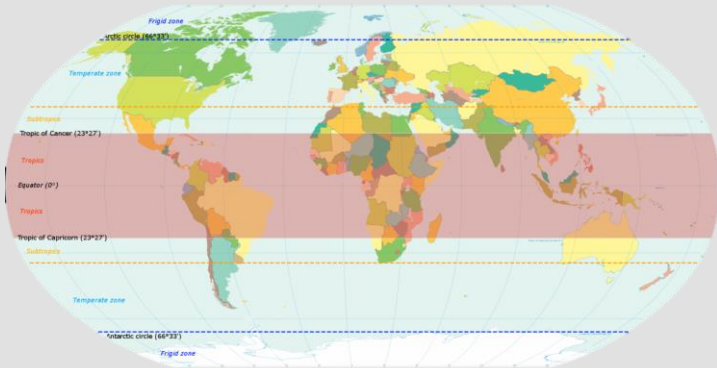 Frigid zone
Arctic circle (66°33')
Temperate zone
Subtropics
Tropic of Cancer (23°27')
Tropics
Equator (0°)
Tropics
Tropic of Capricorn (23°27')
Subtropics
Temperate zone
Antarctic circle (66°33')
Frigid zone